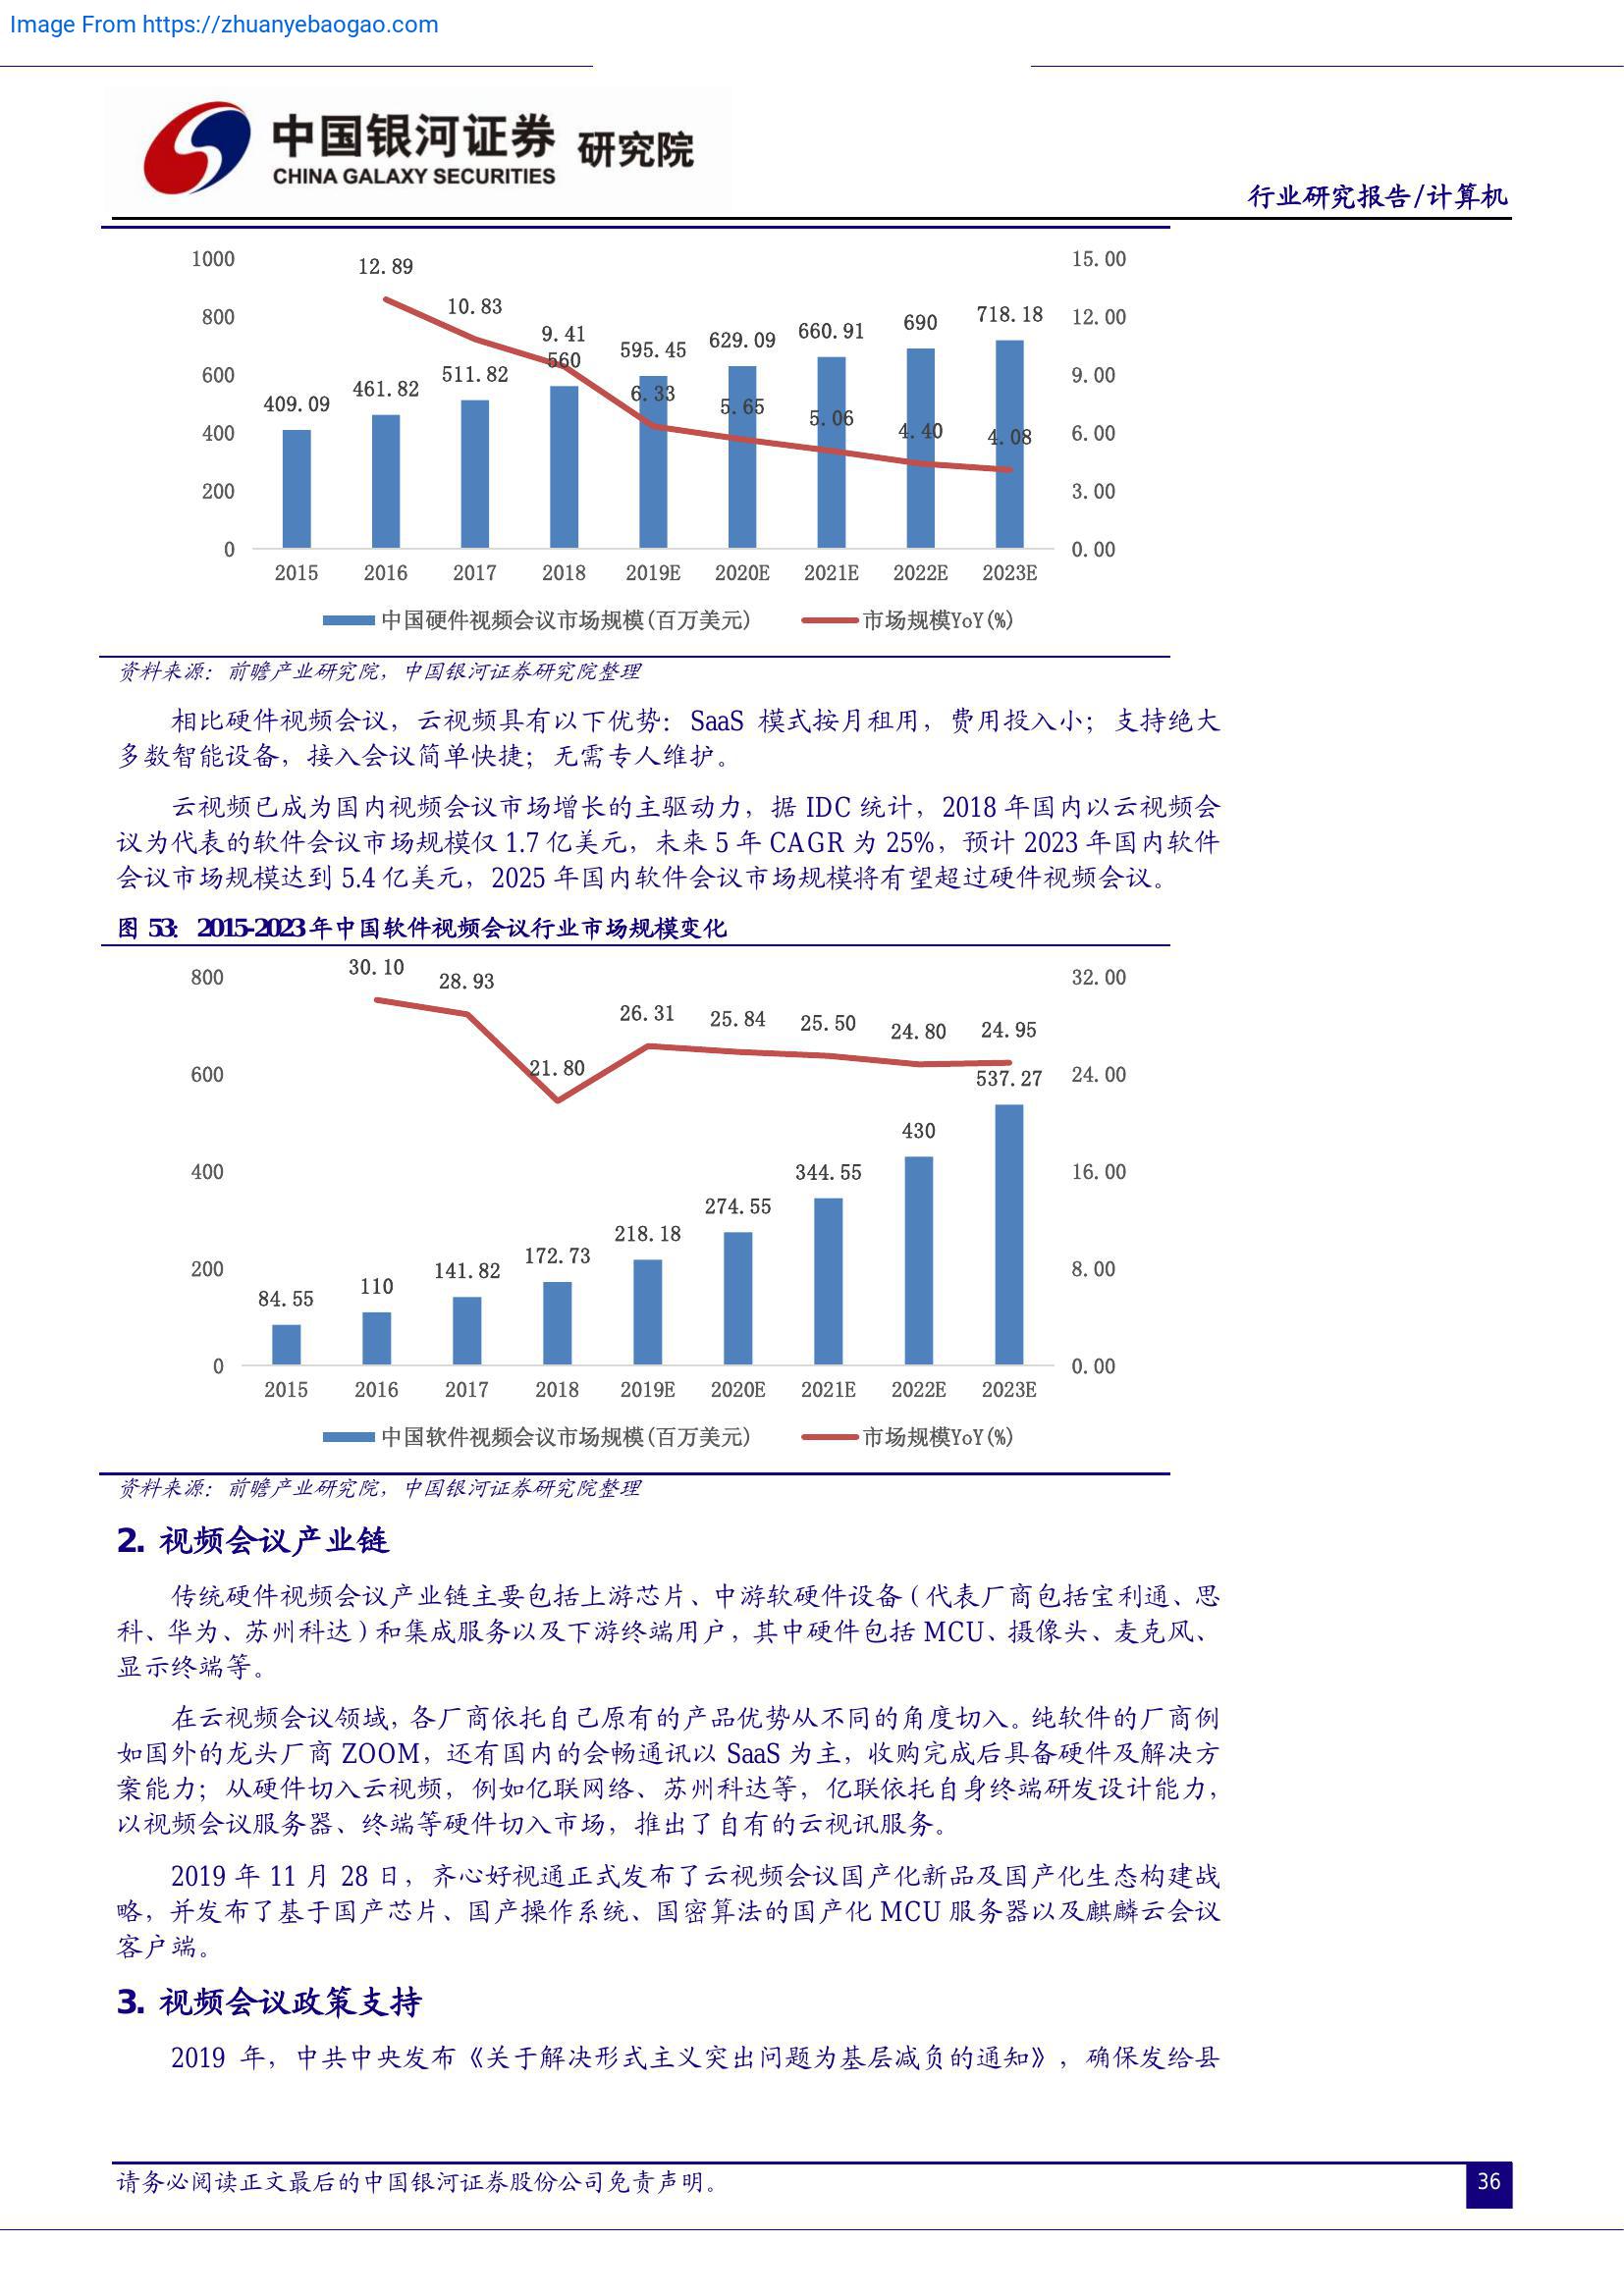 Image From https://zhuanyebaogao.com
中国银河证券 研究院
CHINA GALAXY SECURITIES
行业研究报告/计算机
1000 12.89 15.00
800 10.83 9.41 560 595.45 629.09 660.91 690 718.18 12.00
600 409.09 461.82 511.82 6.33 5.65 5.06 4.40 4.08 9.00
400 6.00
200 3.00
0 0.00
2015 2016 2017 2018 2019E 2020E 2021E 2022E 2023E
中国硬件视频会议市场规模(百万美元) 市场规模YoY(%)
资料来源：前瞻产业研究院，中国银河证券研究院整理
相比硬件视频会议，云视频具有以下优势：SaaS 模式按月租用，费用投入小；支持绝大
多数智能设备，接入会议简单快捷；无需专人维护。
云视频已成为国内视频会议市场增长的主驱动力，据 IDC 统计，2018 年国内以云视频会
议为代表的软件会议市场规模仅 1.7 亿美元，未来 5 年 CAGR 为 25%，预计 2023 年国内软件
会议市场规模达到 5.4 亿美元，2025 年国内软件会议市场规模将有望超过硬件视频会议。
图 53：2015-2023 年中国软件视频会议行业市场规模变化
800 30.10 28.93 32.00
26.31 25.84 25.50 24.80 24.95
600 21.80 537.27 24.00
430
400 344.55 16.00
274.55
218.18
172.73
200 84.55 110 141.82 8.00
0 0.00
2015 2016 2017 2018 2019E 2020E 2021E 2022E 2023E
中国软件视频会议市场规模(百万美元) 市场规模YoY(%)
资料来源：前瞻产业研究院，中国银河证券研究院整理
2. 视频会议产业链
传统硬件视频会议产业链主要包括上游芯片、中游软硬件设备（代表厂商包括宝利通、思
科、华为、苏州科达）和集成服务以及下游终端用户，其中硬件包括 MCU、摄像头、麦克风、
显示终端等。
在云视频会议领域，各厂商依托自己原有的产品优势从不同的角度切入。纯软件的厂商例
如国外的龙头厂商 ZOOM，还有国内的会畅通讯以 SaaS 为主，收购完成后具备硬件及解决方
案能力；从硬件切入云视频，例如亿联网络、苏州科达等，亿联依托自身终端研发设计能力，
以视频会议服务器、终端等硬件切入市场，推出了自有的云视讯服务。
2019 年 11 月 28 日，齐心好视通正式发布了云视频会议国产化新品及国产化生态构建战
略，并发布了基于国产芯片、国产操作系统、国密算法的国产化 MCU 服务器以及麒麟云会议
客户端。
3. 视频会议政策支持
2019 年，中共中央发布《关于解决形式主义突出问题为基层减负的通知》，确保发给县
请务必阅读正文最后的中国银河证券股份公司免责声明。
36